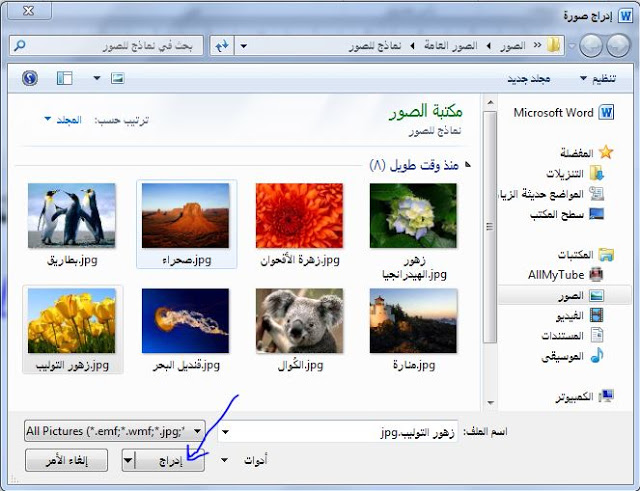 إدراج صورة
« الصور ◄ الصور العامة ◄ نماذج للصور
بحث في نماذج للصور
تنظيم ▼ مجلد جديد
Microsoft Word
المفضلة
التنزيلات
المواضع حديثة الزيا
سطح المكتب
المكتبات
AllMyTube
الصور
الفيديو
المستندات
الموسيقى
الكمبيوتر
مكتبة الصور
نماذج للصور
ترتيب حسب: المجلد ▼
منذ وقت طويل (٨)
زهور الهيدرانجيا.jpg
زهرة الأقحوان.jpg
صحراء.jpg
بطاريق.jpg
منارة.jpg
الكوال.jpg
قنديل البحر.jpg
زهور التوليب.jpg
اسم الملف: زهور التوليب.jpg
All Pictures (*.emf;*.wmf;*.jpg;*
أدوات ▼ إدراج إلغاء الأمر